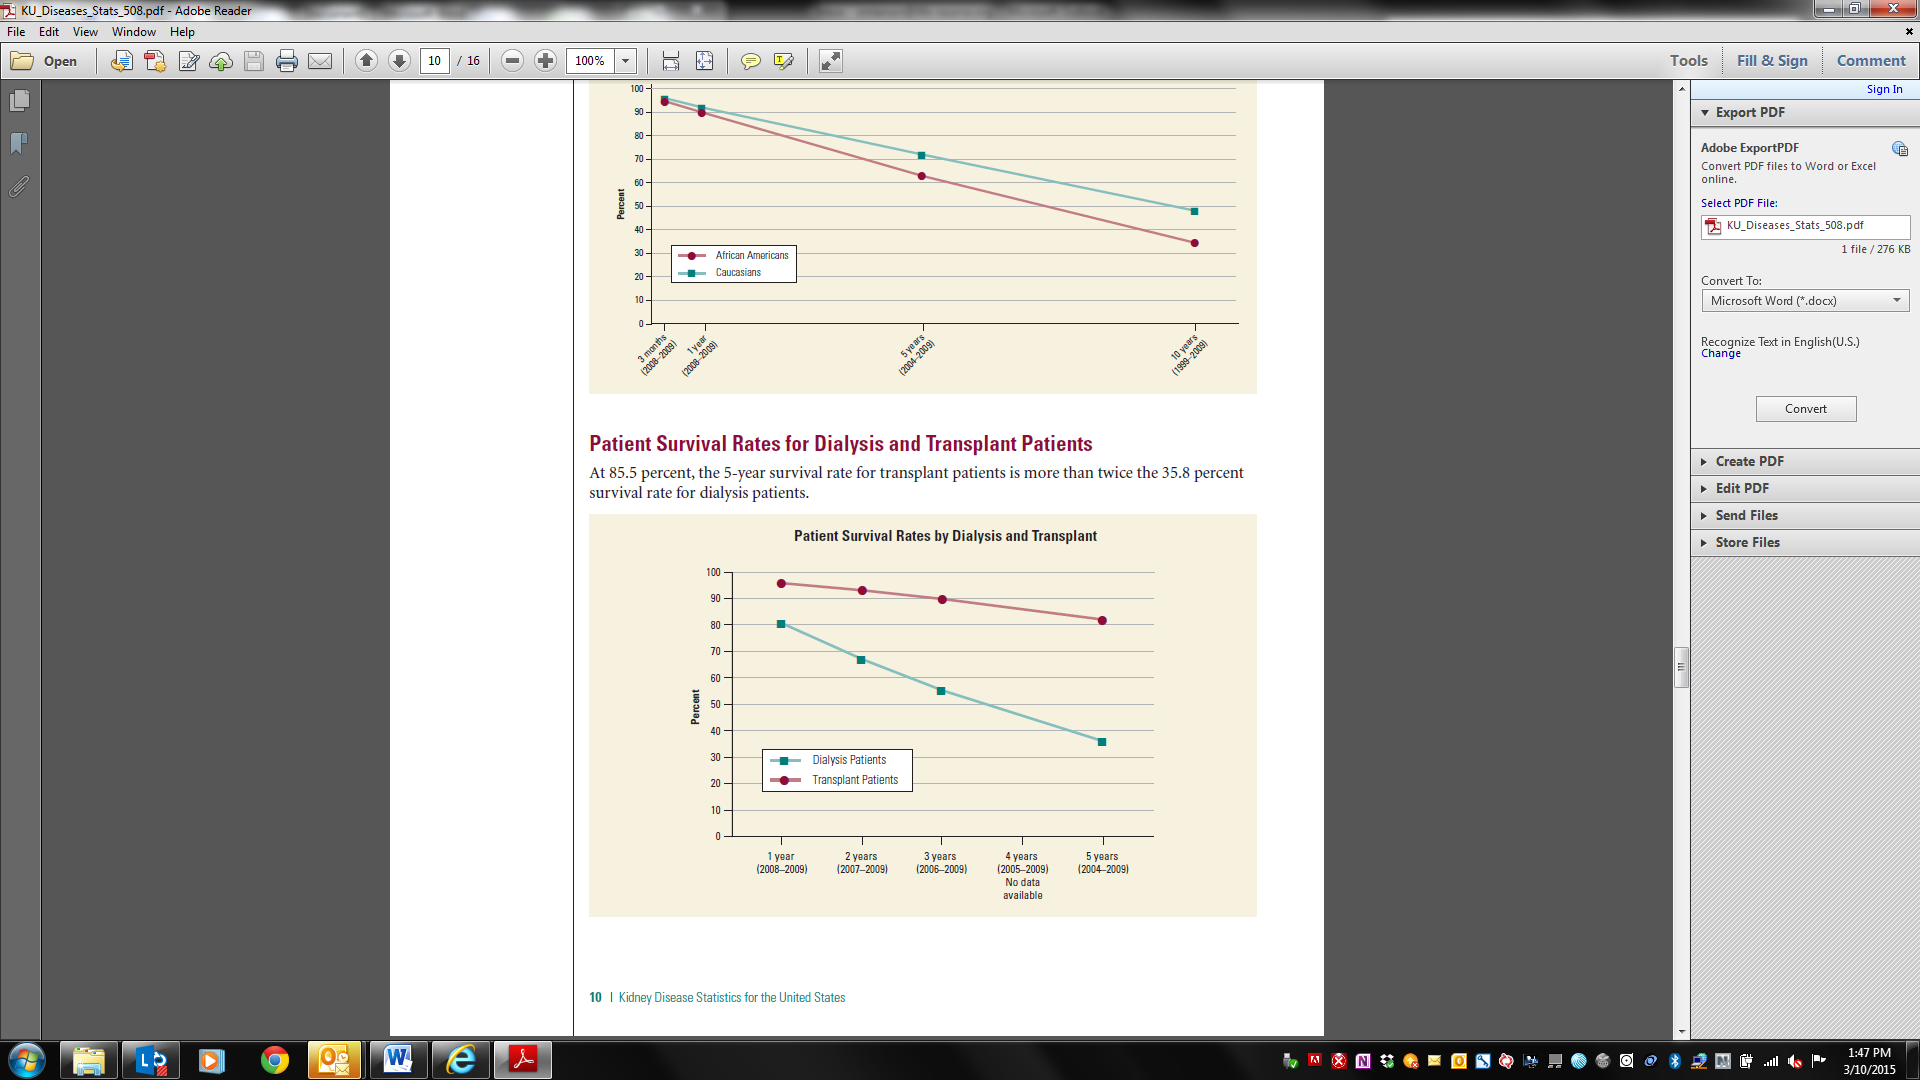 KU_Diseases_Stats_508.pdf - Adobe Reader
File Edit View Window Help
Open 10 / 16 100% Tools Fill & Sign Comment
Sign In
Export PDF
Adobe ExportPDF
Convert PDF files to Word or Excel
online.
Select PDF File:
KU_Diseases_Stats_508.pdf
1 file / 276 KB
Convert To:
Microsoft Word (*.docx)
Recognize Text in English(U.S.)
Change
Convert
Create PDF
Edit PDF
Send Files
Store Files
100
90
80
70
60
50
40
30
20
10
0
Percent
African Americans
Caucasians
3 months
(2008–2009)
1 year
(2008–2009)
5 years
(2004–2009)
10 years
(1999–2009)
Patient Survival Rates for Dialysis and Transplant Patients
At 85.5 percent, the 5-year survival rate for transplant patients is more than twice the 35.8 percent
survival rate for dialysis patients.
Patient Survival Rates by Dialysis and Transplant
100
90
80
70
60
50
40
30
20
10
0
Percent
Dialysis Patients
Transplant Patients
1 year
(2008–2009)
2 years
(2007–2009)
3 years
(2006–2009)
4 years
(2005–2009)
No data
available
5 years
(2004–2009)
10 | Kidney Disease Statistics for the United States
1:47 PM
3/10/2015